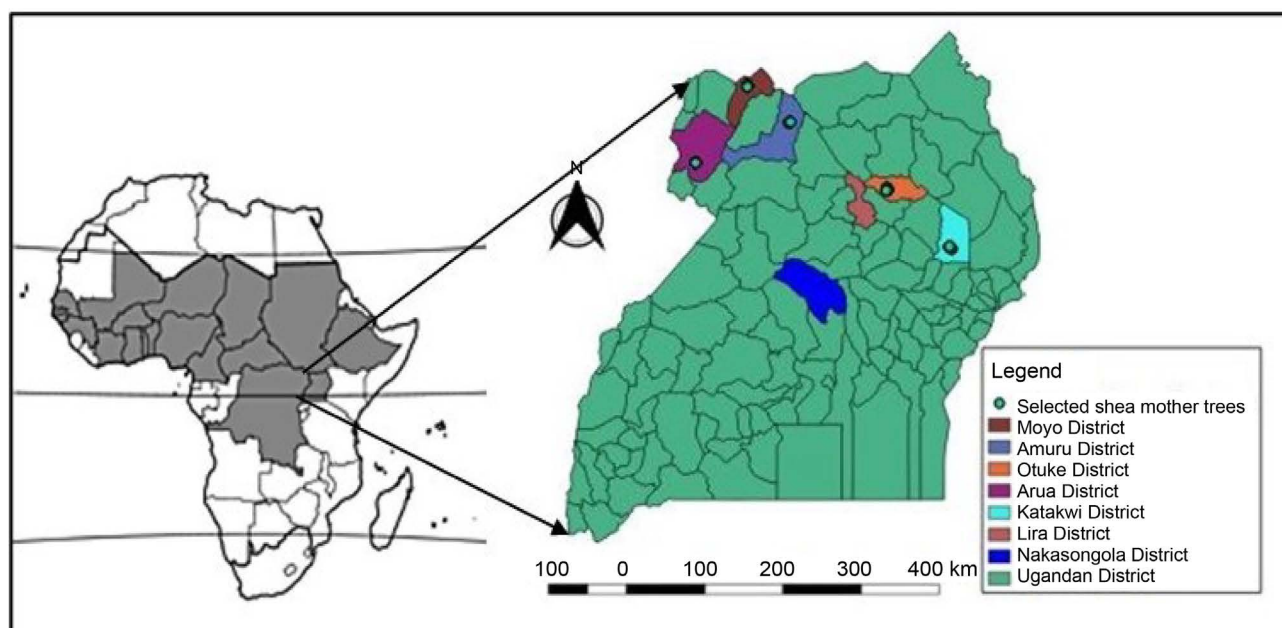 N
Legend
Selected shea mother trees
Moyo District
Amuru District
Otuke District
Arua District
Katakwi District
Lira District
Nakasongola District
Ugandan District
100 0 100 200 300 400 km